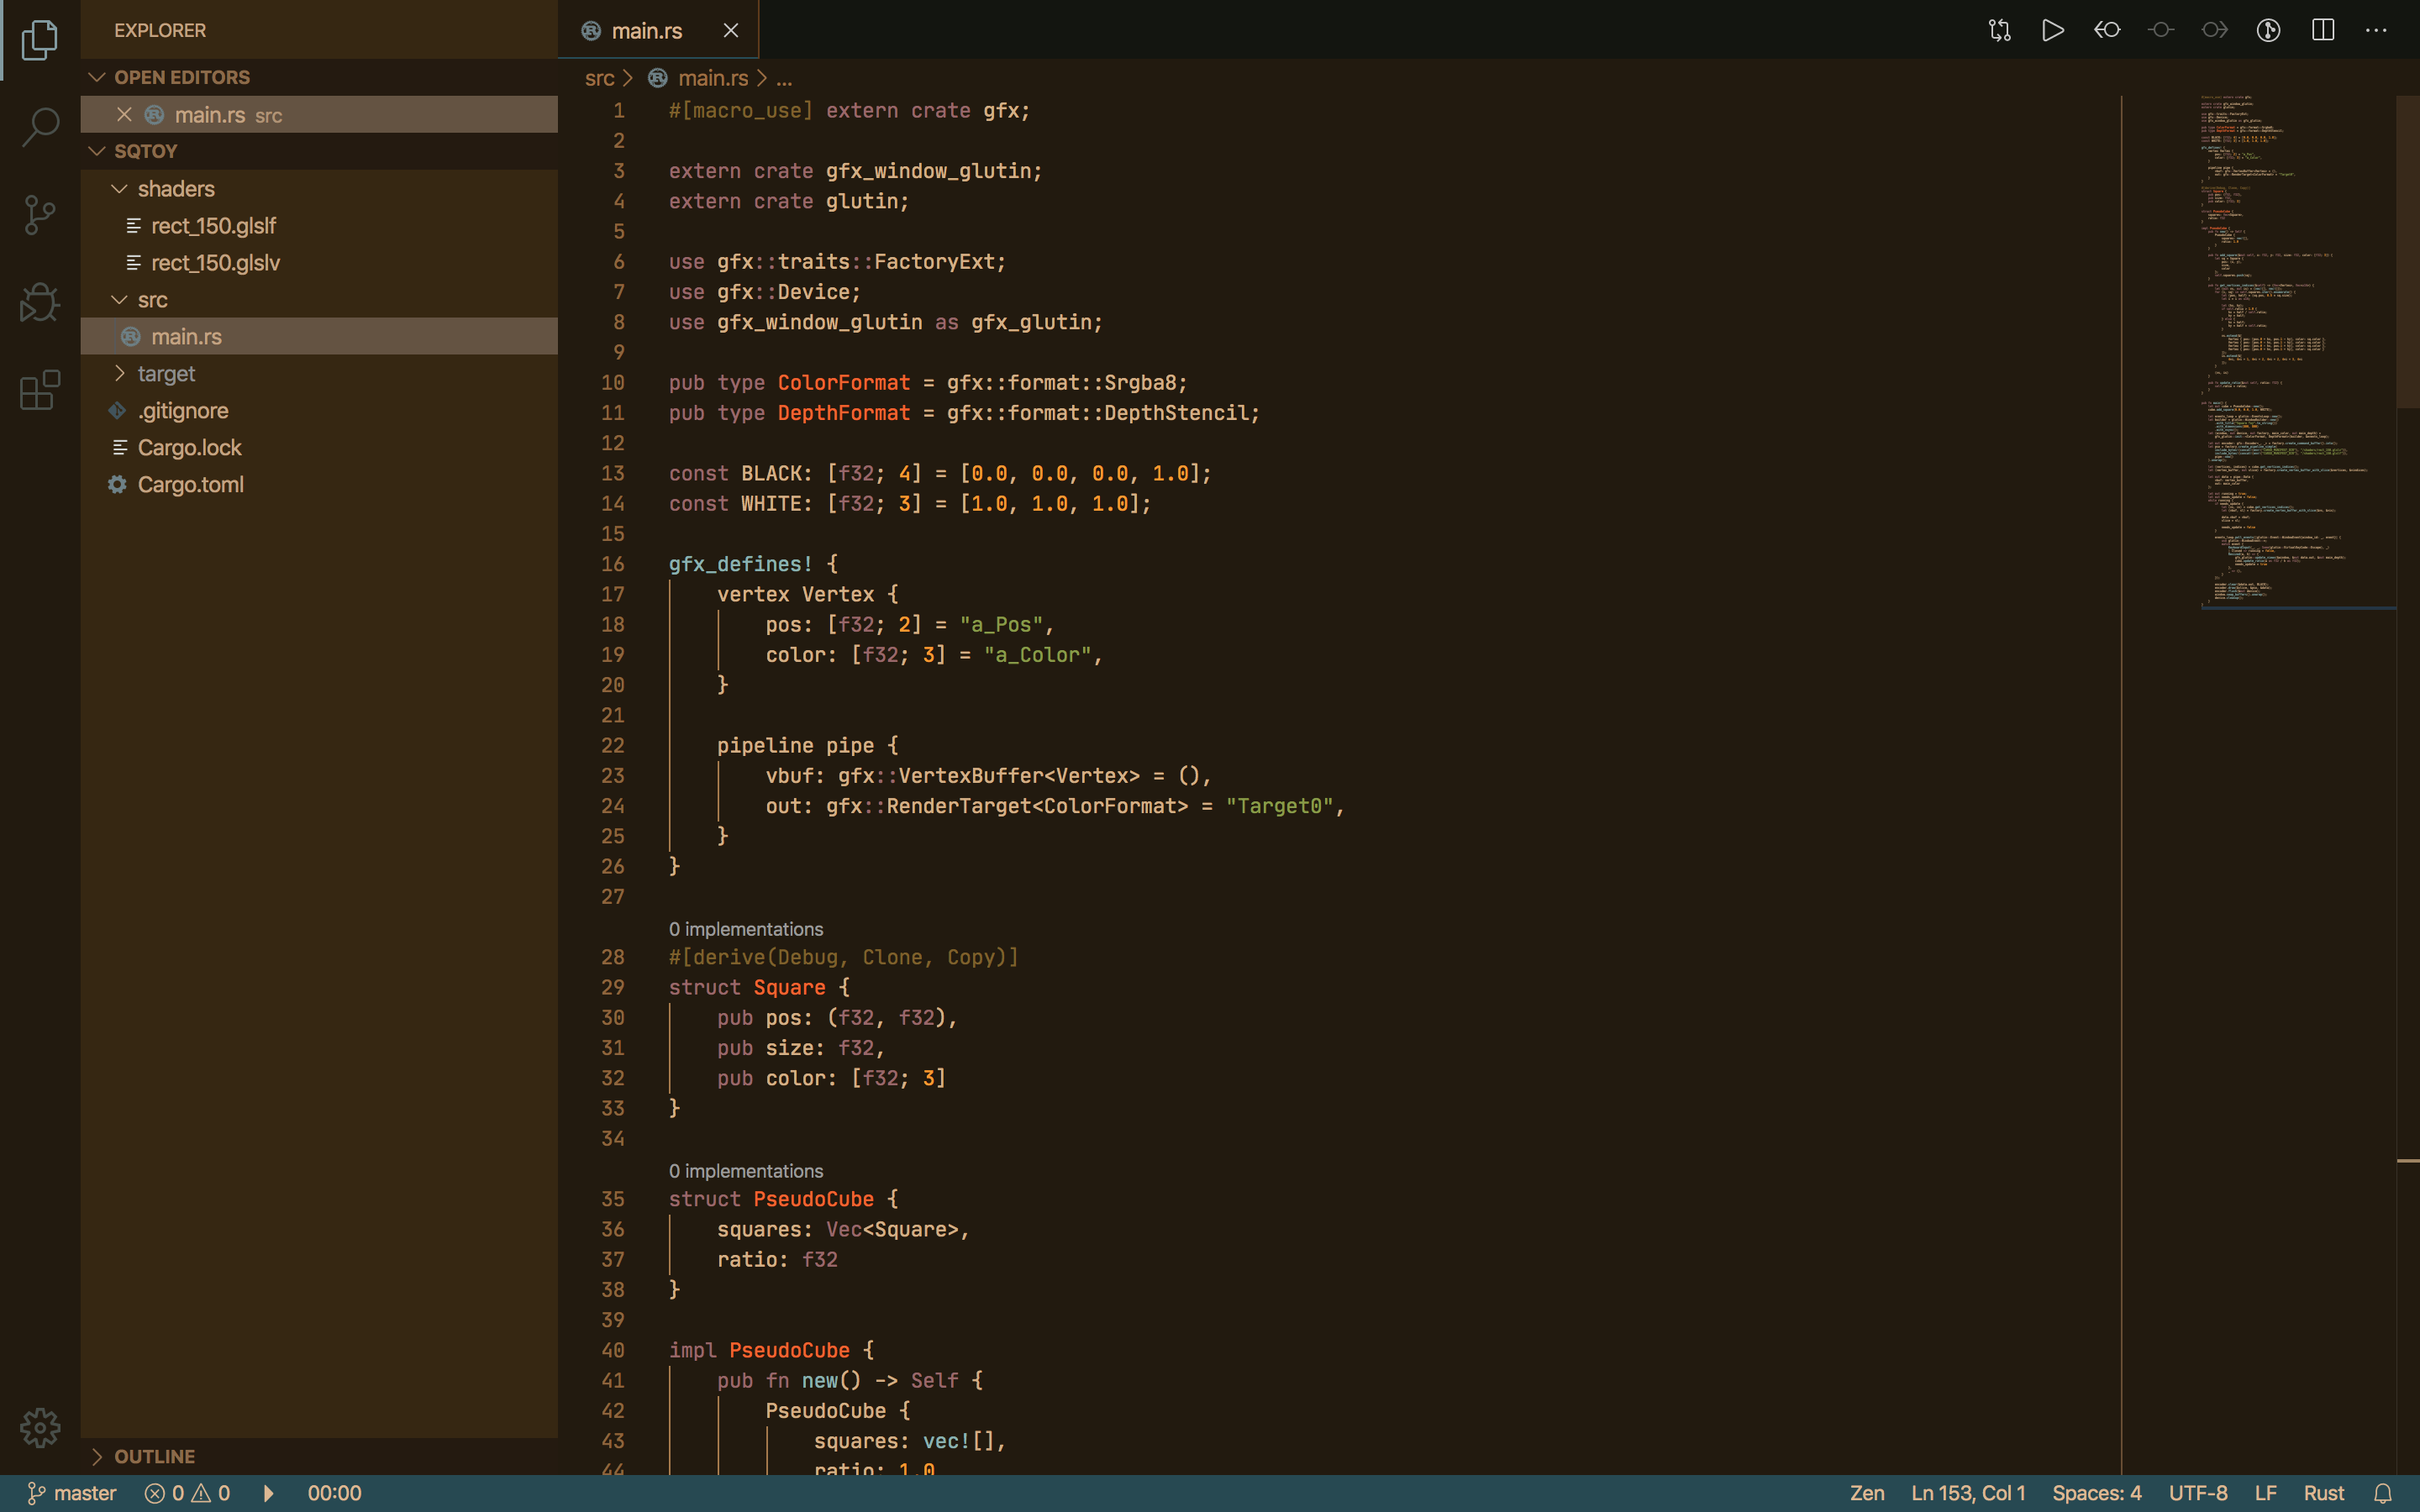 EXPLORER
OPEN EDITORS
main.rs src
SQTOY
shaders
rect_150.glslf
rect_150.glslv
src
main.rs
target
.gitignore
Cargo.lock
Cargo.toml
OUTLINE
main.rs
src > main.rs > ...
1 #[macro_use] extern crate gfx;
2
3 extern crate gfx_window_glutin;
4 extern crate glutin;
5
6 use gfx::traits::FactoryExt;
7 use gfx::Device;
8 use gfx_window_glutin as gfx_glutin;
9
10 pub type ColorFormat = gfx::format::Srgba8;
11 pub type DepthFormat = gfx::format::DepthStencil;
12
13 const BLACK: [f32; 4] = [0.0, 0.0, 0.0, 1.0];
14 const WHITE: [f32; 3] = [1.0, 1.0, 1.0];
15
16 gfx_defines! {
17     vertex Vertex {
18         pos: [f32; 2] = "a_Pos",
19         color: [f32; 3] = "a_Color",
20     }
21
22     pipeline pipe {
23         vbuf: gfx::VertexBuffer<Vertex> = (),
24         out: gfx::RenderTarget<ColorFormat> = "Target0",
25     }
26 }
27
0 implementations
28 #[derive(Debug, Clone, Copy)]
29 struct Square {
30     pub pos: (f32, f32),
31     pub size: f32,
32     pub color: [f32; 3]
33 }
34
0 implementations
35 struct PseudoCube {
36     squares: Vec<Square>,
37     ratio: f32
38 }
39
40 impl PseudoCube {
41     pub fn new() -> Self {
42         PseudoCube {
43             squares: vec![],
44             ratio: 1.0
master 0 0 00:00 Zen Ln 153, Col 1 Spaces: 4 UTF-8 LF Rust